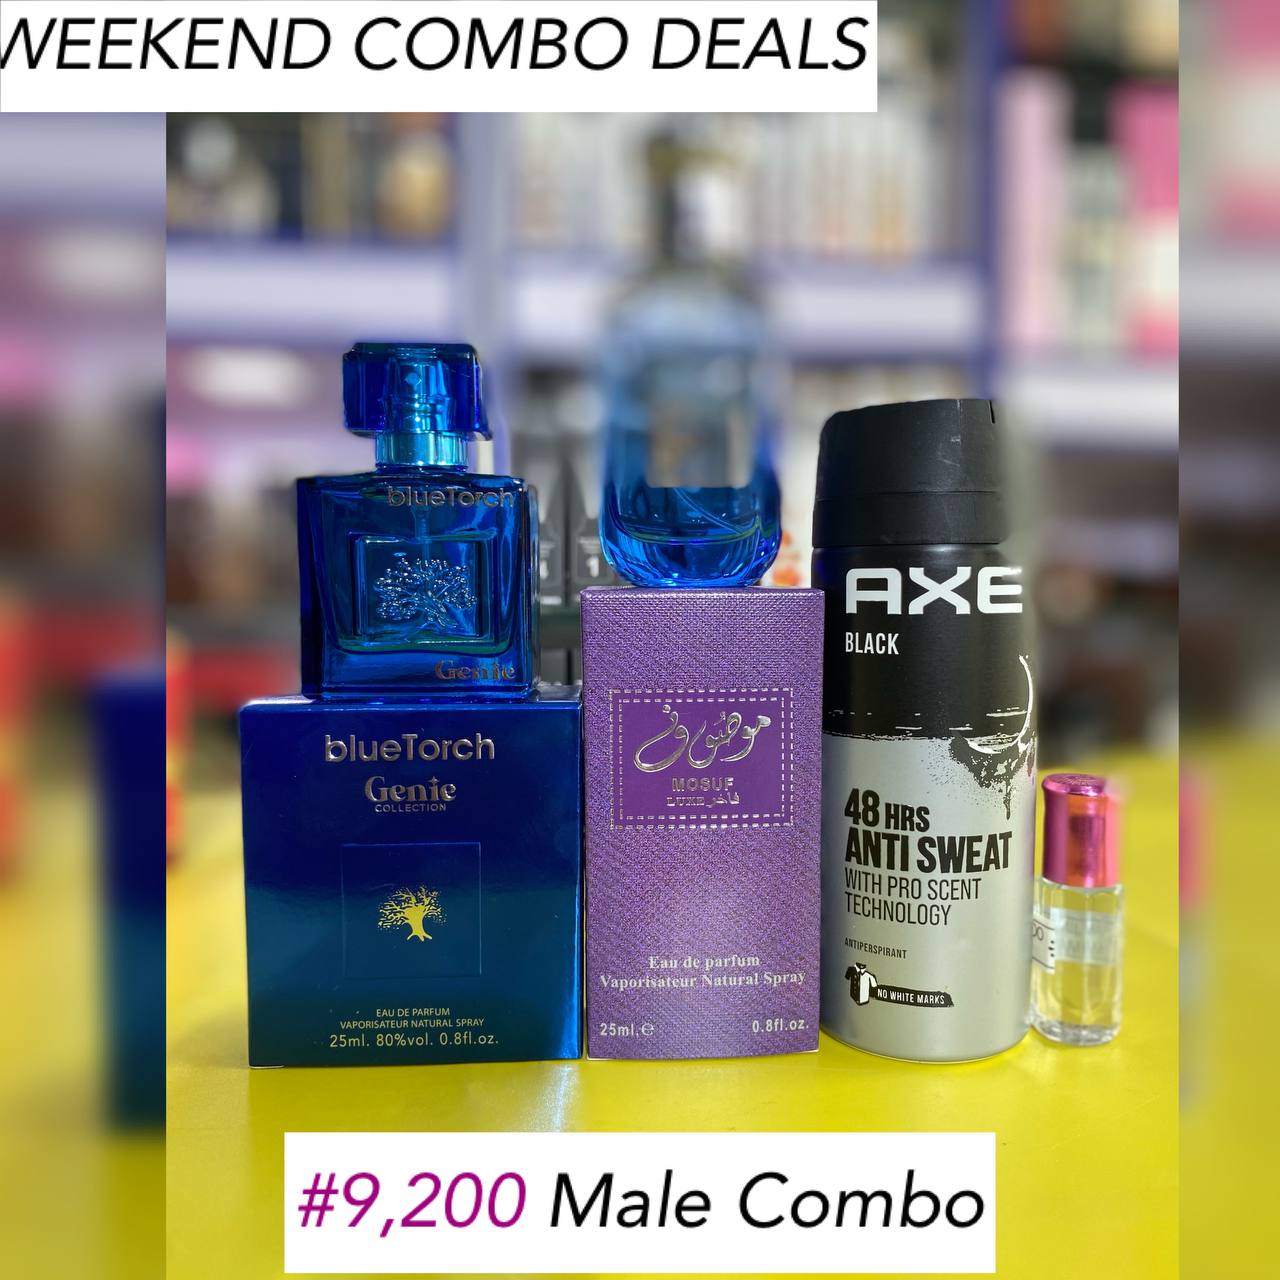 WEEKEND COMBO DEALS
blueTorch
Genie
blueTorch
Genie
COLLECTION
EAU DE PARFUM
VAPORISATEUR NATURAL SPRAY
25ml. 80%vol. 0.8fl.oz.
موصوف
MOSUF
LUXE فاخر
Eau de parfum
Vaporisateur Natural Spray
25ml.℮ 0.8fl.oz.
AXE
BLACK
48 HRS
ANTI SWEAT
WITH PRO SCENT
TECHNOLOGY
ANTIPERSPIRANT
NO WHITE MARKS
#9,200 Male Combo